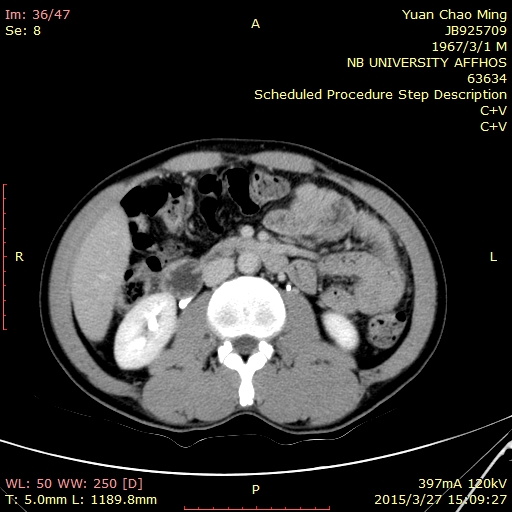 Im: 36/47
Se: 8
A
Yuan Chao Ming
JB925709
1967/3/1 M
NB UNIVERSITY AFFHOS
63634
Scheduled Procedure Step Description
C+V
C+V
R
L
WL: 50 WW: 250 [D]
T: 5.0mm L: 1189.8mm
P
397mA 120kV
2015/3/27 15:09:27